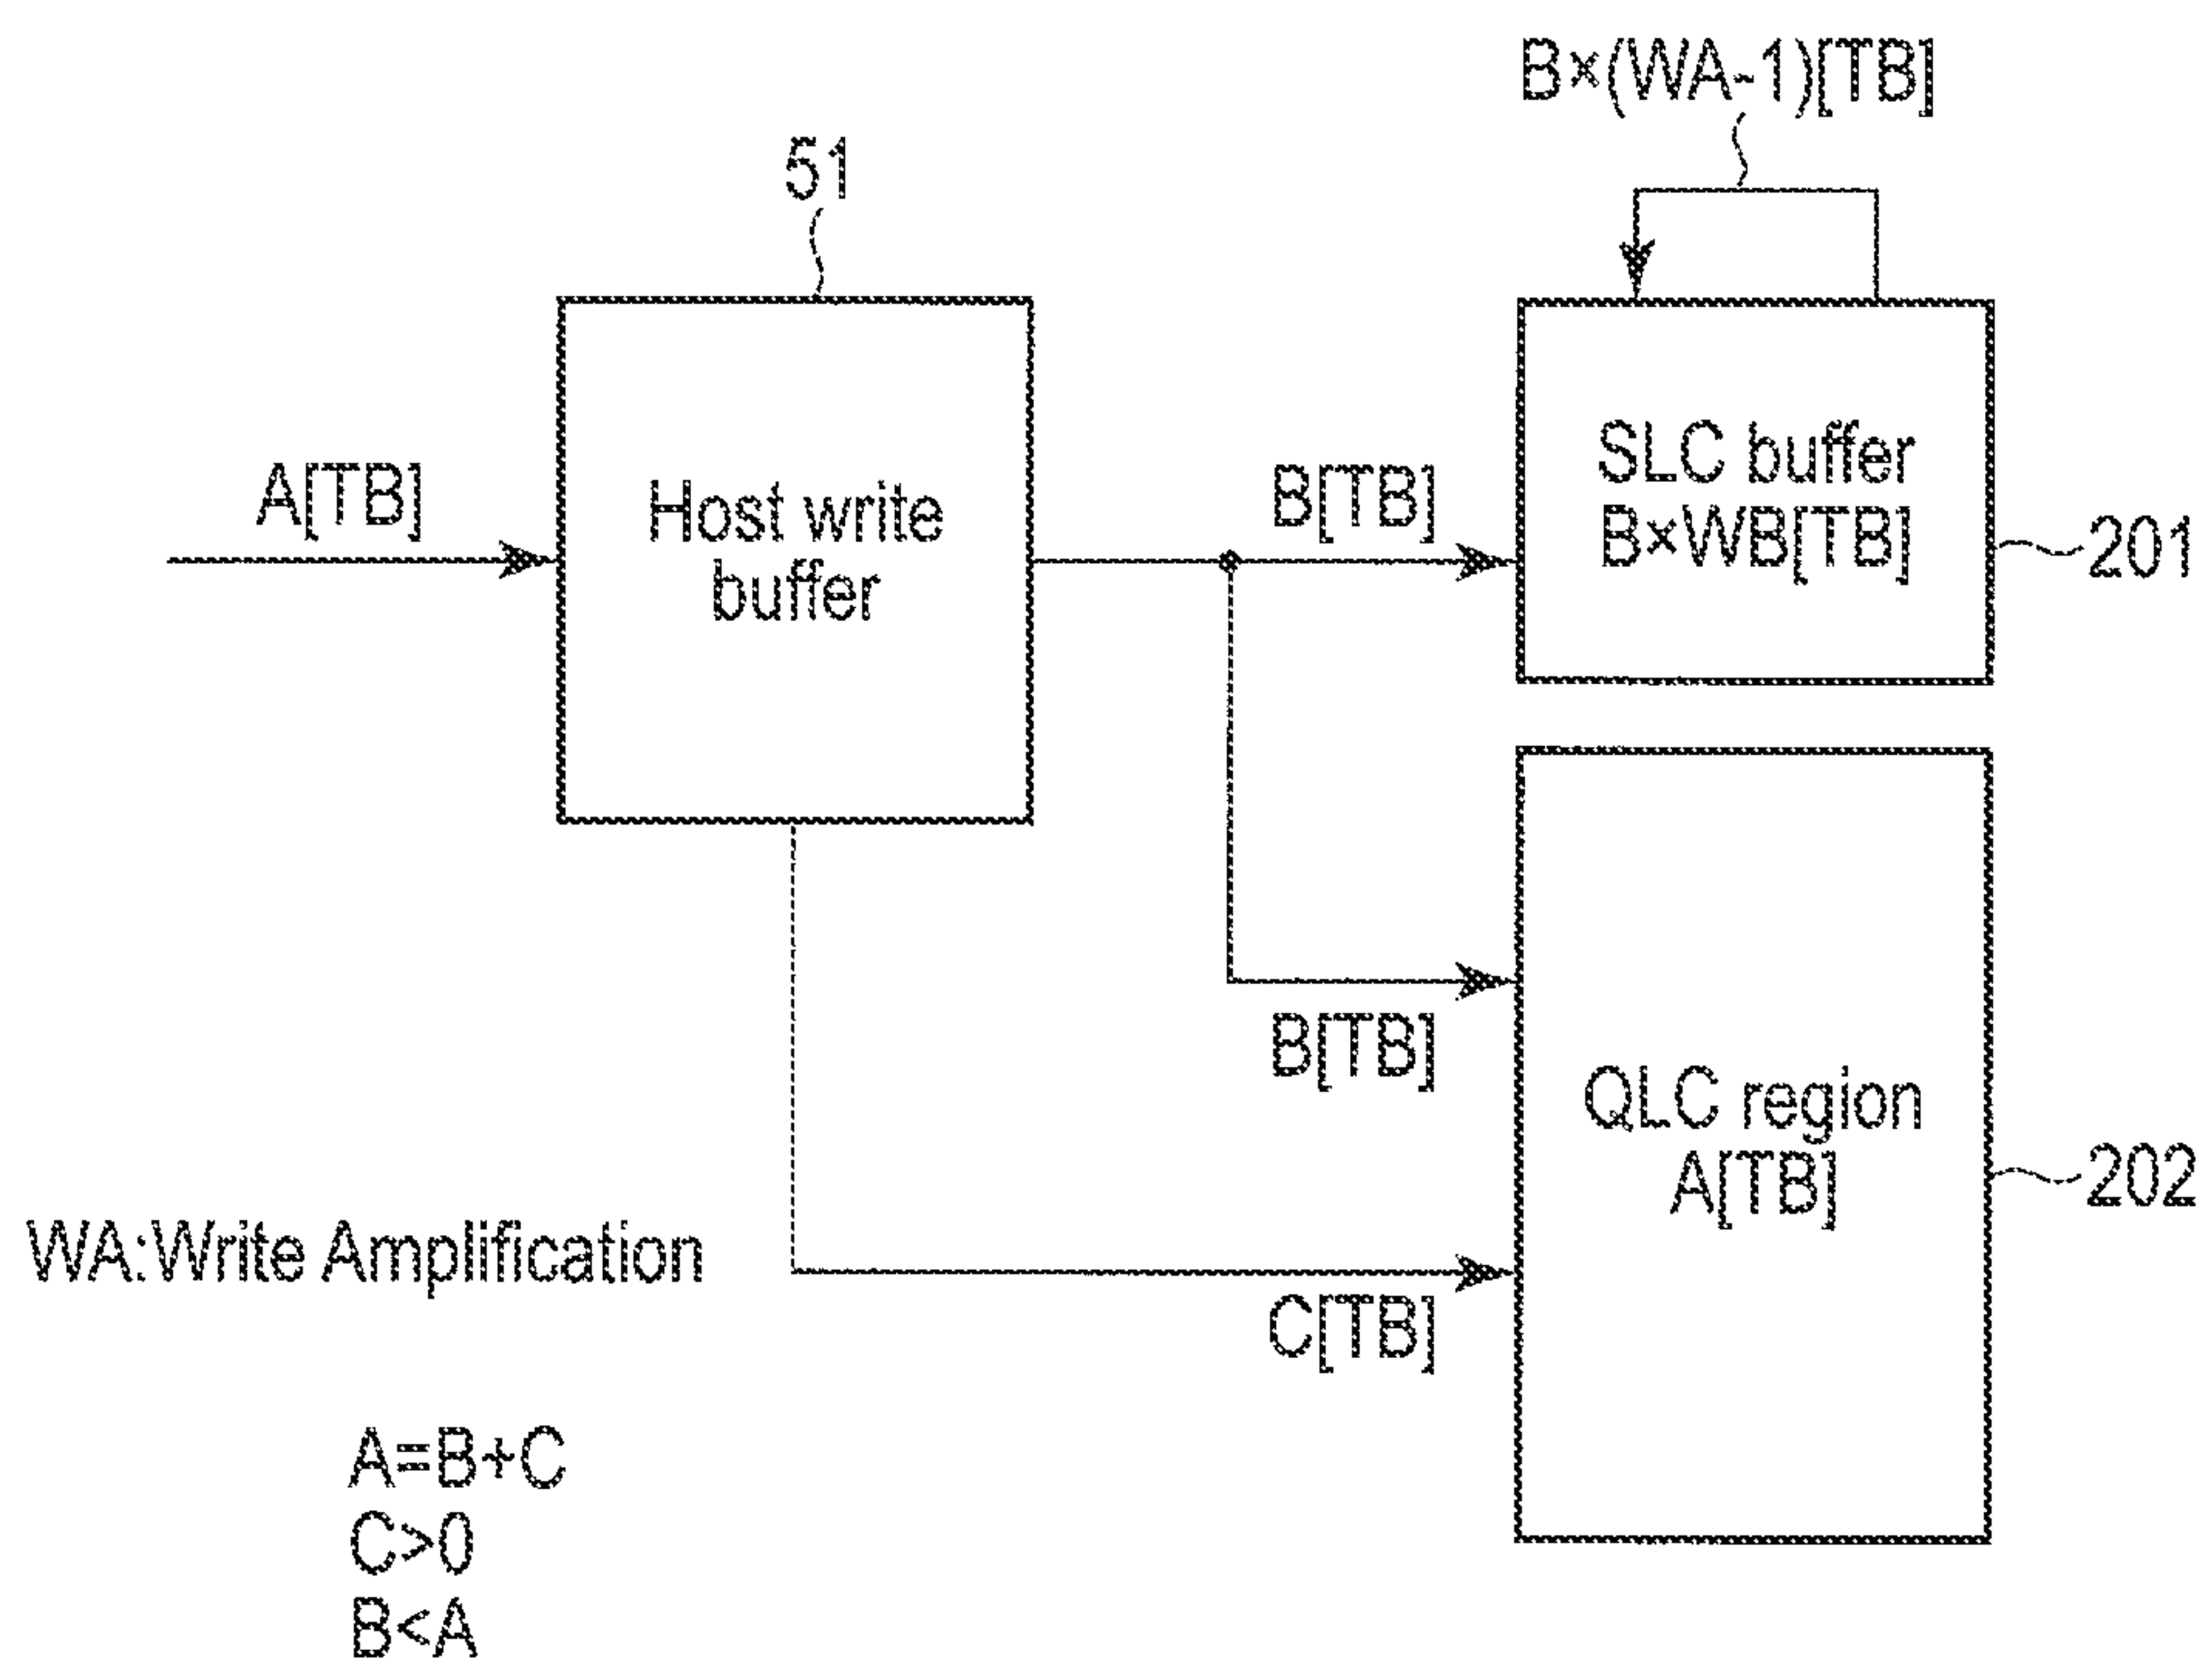 B×(WA-1)[TB]
51
A[TB]
Host write
buffer
B[TB]
SLC buffer
B×WB[TB]
201
B[TB]
QLC region
A[TB]
202
C[TB]
WA:Write Amplification
A=B+C
C>0
B<A